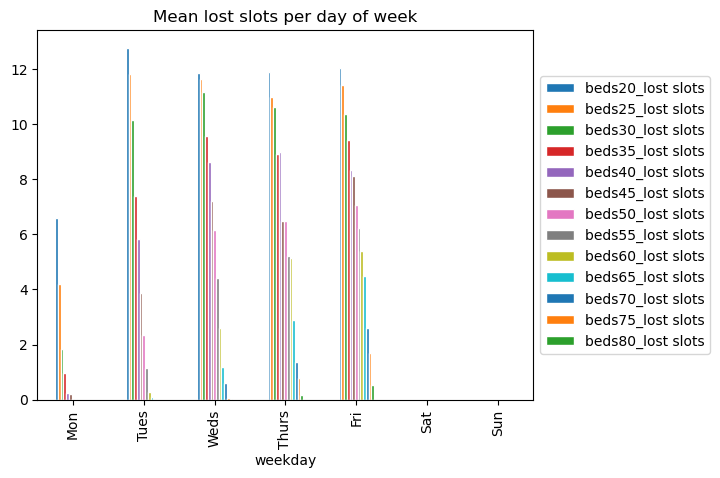 Mean lost slots per day of week
12
10
8
6
4
2
0
Mon
Tues
Weds
Thurs
Fri
Sat
Sun
weekday
beds20_lost slots
beds25_lost slots
beds30_lost slots
beds35_lost slots
beds40_lost slots
beds45_lost slots
beds50_lost slots
beds55_lost slots
beds60_lost slots
beds65_lost slots
beds70_lost slots
beds75_lost slots
beds80_lost slots